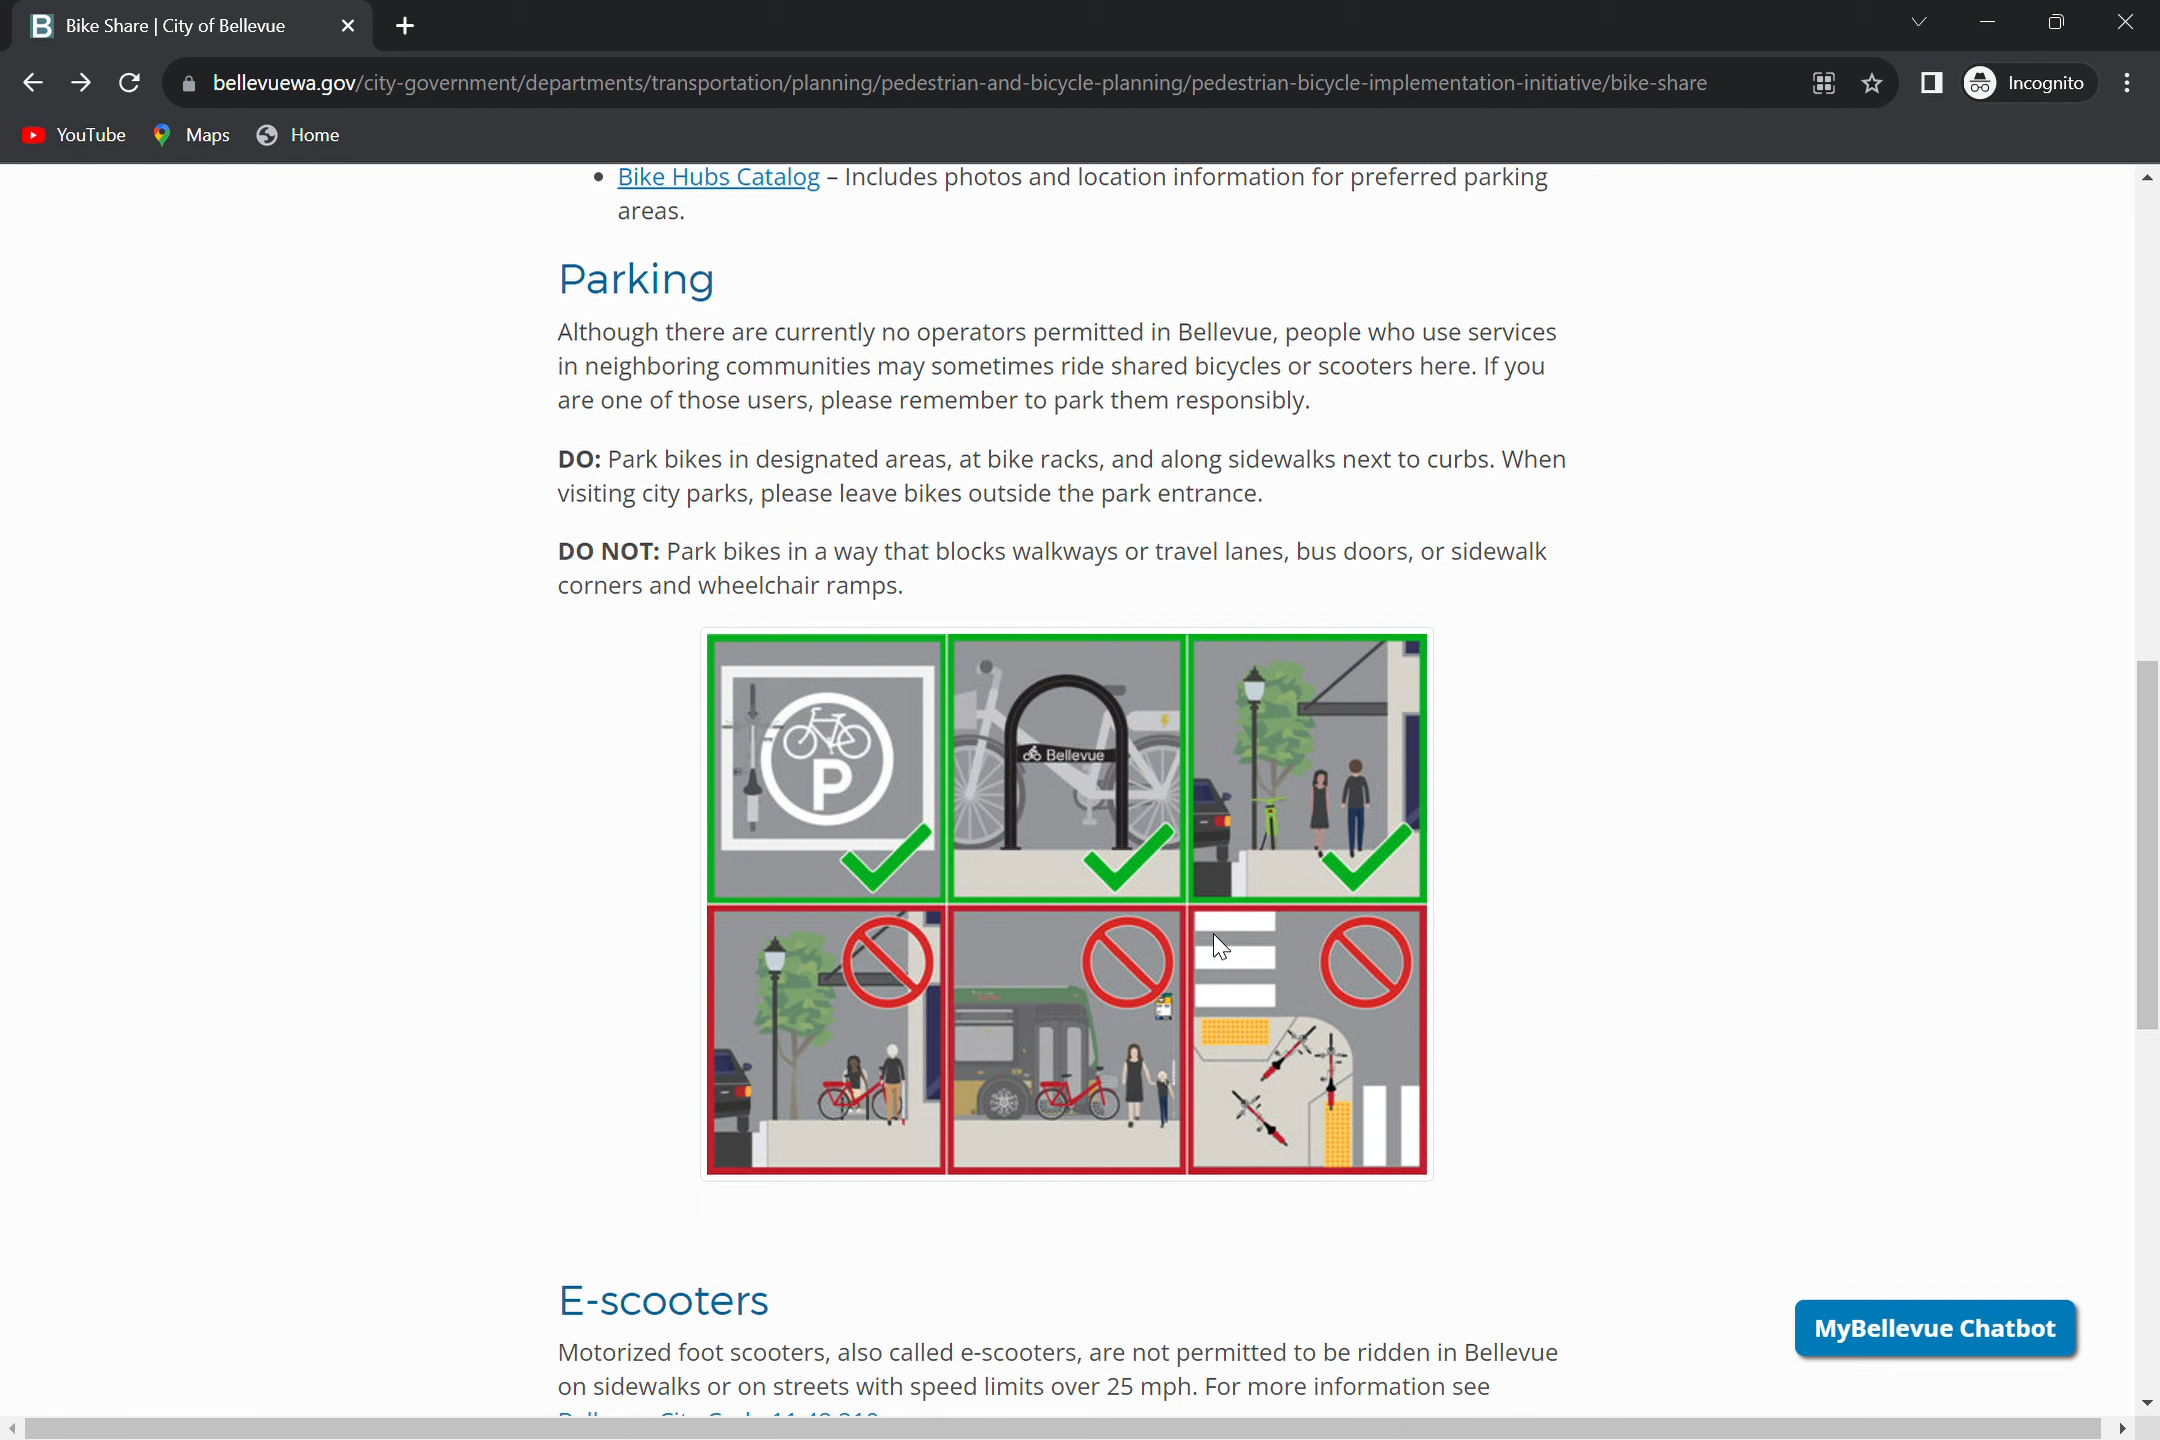 Bike Share | City of Bellevue
bellevuewa.gov/city-government/departments/transportation/planning/pedestrian-and-bicycle-planning/pedestrian-bicycle-implementation-initiative/bike-share
Incognito
YouTube
Maps
Home
• Bike Hubs Catalog – Includes photos and location information for preferred parking
areas.
Parking
Although there are currently no operators permitted in Bellevue, people who use services
in neighboring communities may sometimes ride shared bicycles or scooters here. If you
are one of those users, please remember to park them responsibly.
DO: Park bikes in designated areas, at bike racks, and along sidewalks next to curbs. When
visiting city parks, please leave bikes outside the park entrance.
DO NOT: Park bikes in a way that blocks walkways or travel lanes, bus doors, or sidewalk
corners and wheelchair ramps.
P
Bellevue
E-scooters
Motorized foot scooters, also called e-scooters, are not permitted to be ridden in Bellevue
on sidewalks or on streets with speed limits over 25 mph. For more information see
MyBellevue Chatbot